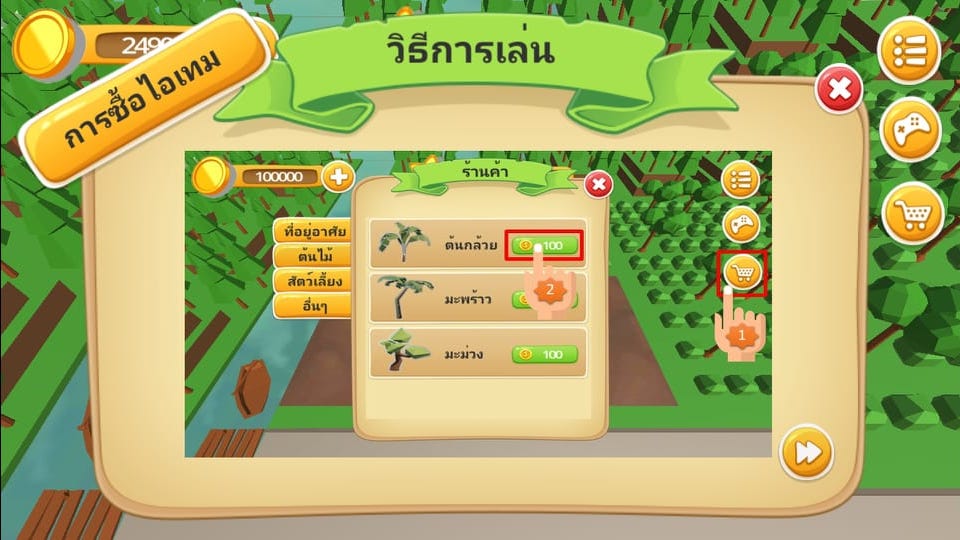 วิธีการเล่น
การซื้อไอเทม
100000
ร้านค้า
ที่อยู่อาศัย
ต้นไม้
สัตว์เลี้ยง
อื่นๆ
ต้นกล้วย 100
มะพร้าว
มะม่วง 100
2
1